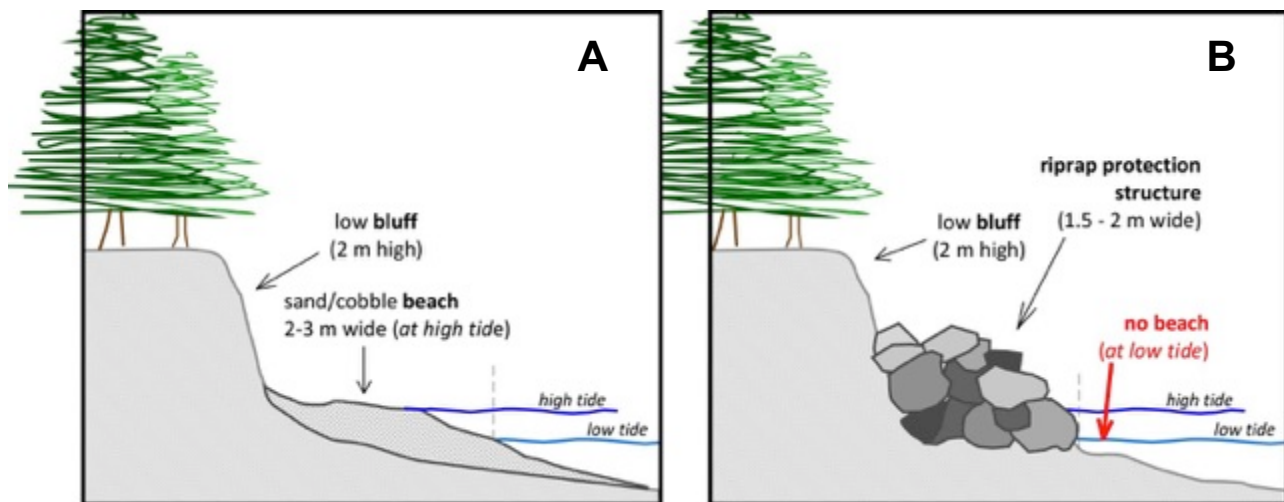 A
low bluff
(2 m high)
sand/cobble beach
2-3 m wide (at high tide)
high tide
low tide
B
riprap protection
structure
(1.5 - 2 m wide)
low bluff
(2 m high)
no beach
(at low tide)
high tide
low tide